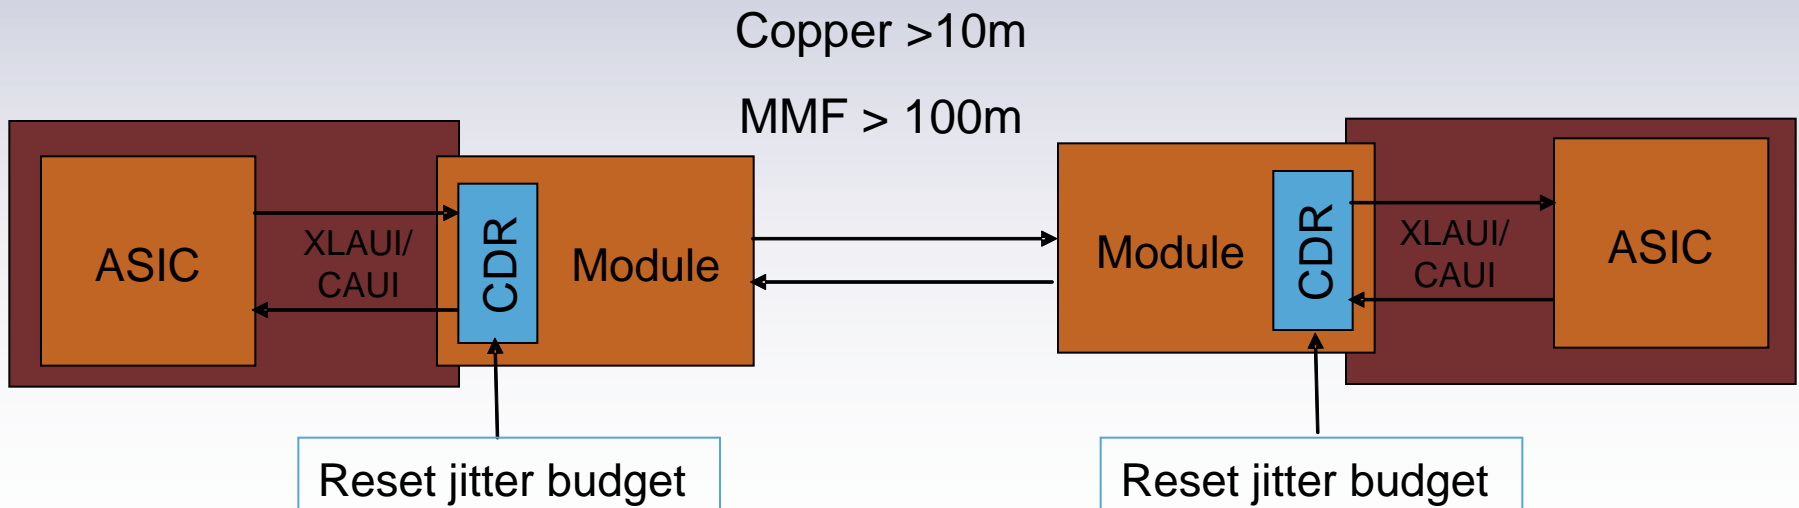 Copper >10m
MMF > 100m
ASIC
XLAUI/
CAUI
CDR
Module
Module
CDR
XLAUI/
CAUI
ASIC
Reset jitter budget
Reset jitter budget